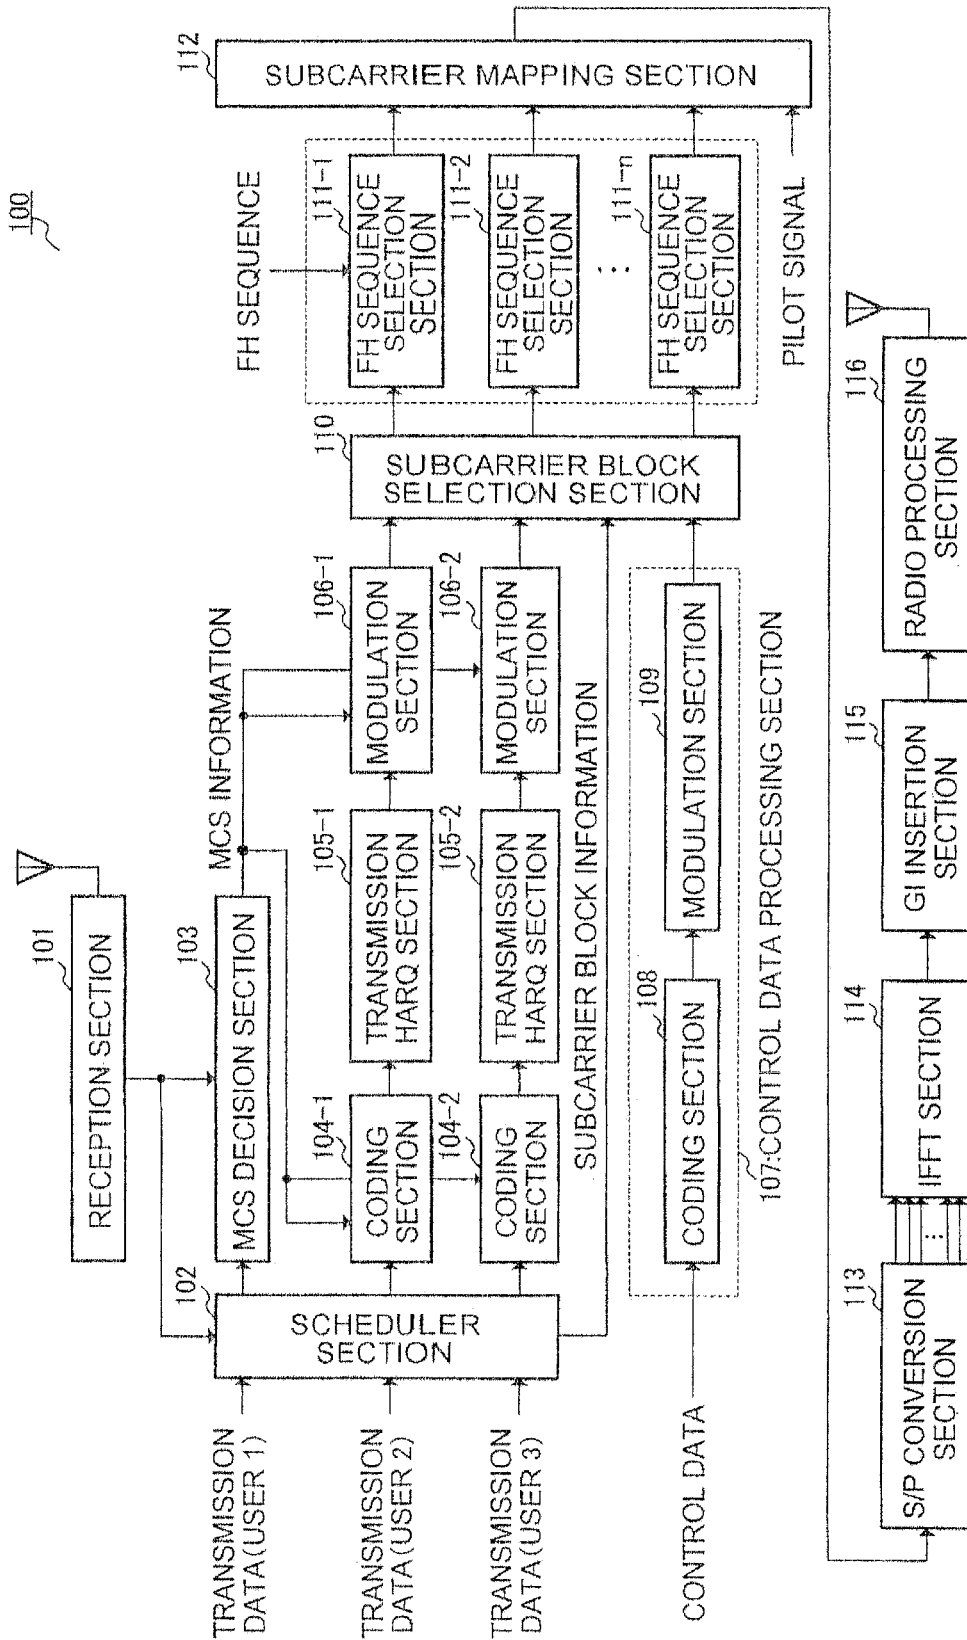 100
101
RECEPTION SECTION
103
MCS DECISION SECTION
MCS INFORMATION
102
SCHEDULER
SECTION
TRANSMISSION
DATA(USER 1)
TRANSMISSION
DATA(USER 2)
TRANSMISSION
DATA(USER 3)
104-1
CODING
SECTION
105-1
TRANSMISSION
HARQ SECTION
106-1
MODULATION
SECTION
104-2
CODING
SECTION
105-2
TRANSMISSION
HARQ SECTION
106-2
MODULATION
SECTION
SUBCARRIER BLOCK INFORMATION
CONTROL DATA
108
CODING SECTION
109
MODULATION SECTION
107:CONTROL DATA PROCESSING SECTION
110
SUBCARRIER BLOCK
SELECTION SECTION
FH SEQUENCE
111-1
FH SEQUENCE
SELECTION
SECTION
111-2
FH SEQUENCE
SELECTION
SECTION
...
111-n
FH SEQUENCE
SELECTION
SECTION
PILOT SIGNAL
112
SUBCARRIER MAPPING SECTION
113
S/P CONVERSION
SECTION
...
114
IFFT SECTION
115
GI INSERTION
SECTION
116
RADIO PROCESSING
SECTION